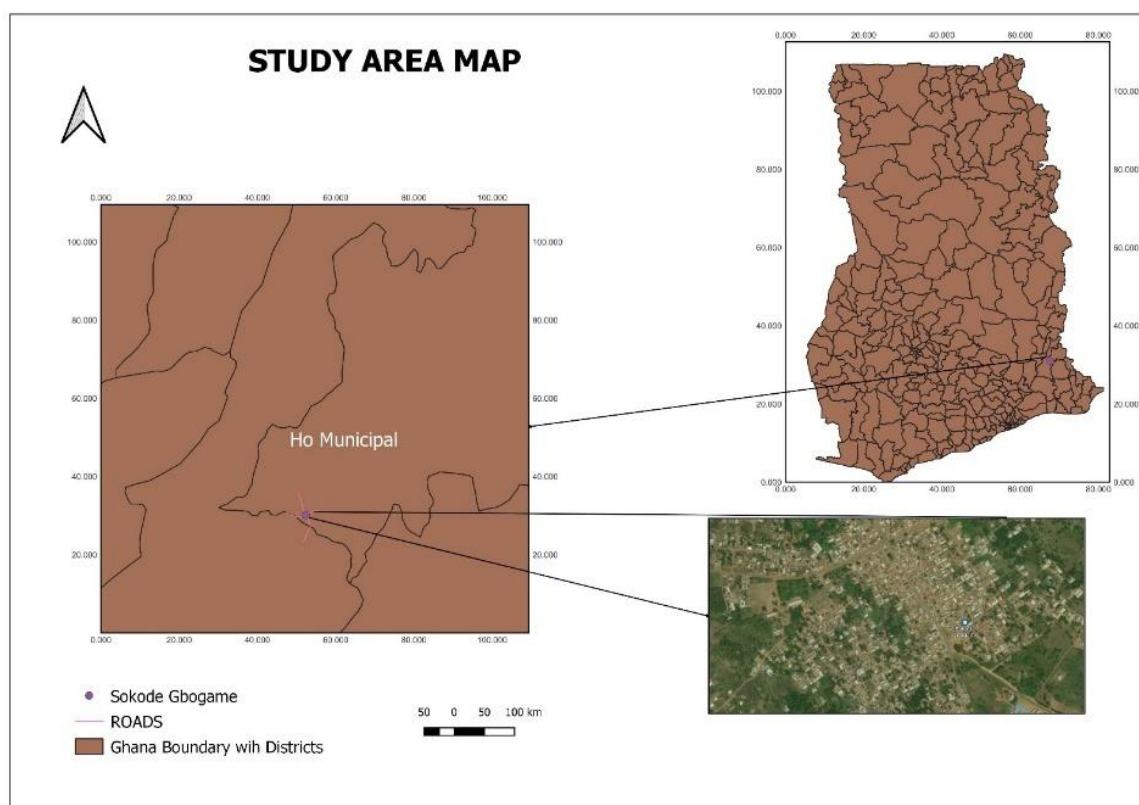 STUDY AREA MAP
0.000 20.000 40.000 60.000 80.000
100.000 100.000
80.000 80.000
60.000 60.000
40.000 40.000
20.000 20.000
0.000 0.000
0.000 20.000 40.000 60.000 80.000
0.000 20.000 40.000 60.000 80.000 100.000
100.000 100.000
80.000 80.000
60.000 60.000
Ho Municipal
40.000 40.000
20.000 20.000
0.000 20.000 40.000 60.000 80.000 100.000
Sokode Gbogame
ROADS
Ghana Boundary wih Districts
50 0 50 100 km